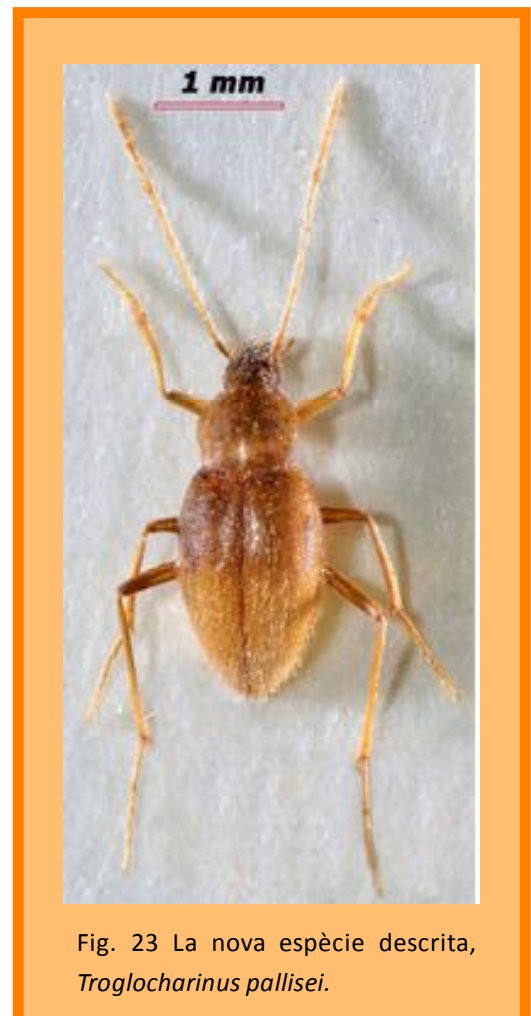 1 mm
Fig. 23 La nova espècie descrita,
Troglocharinus pallisei.